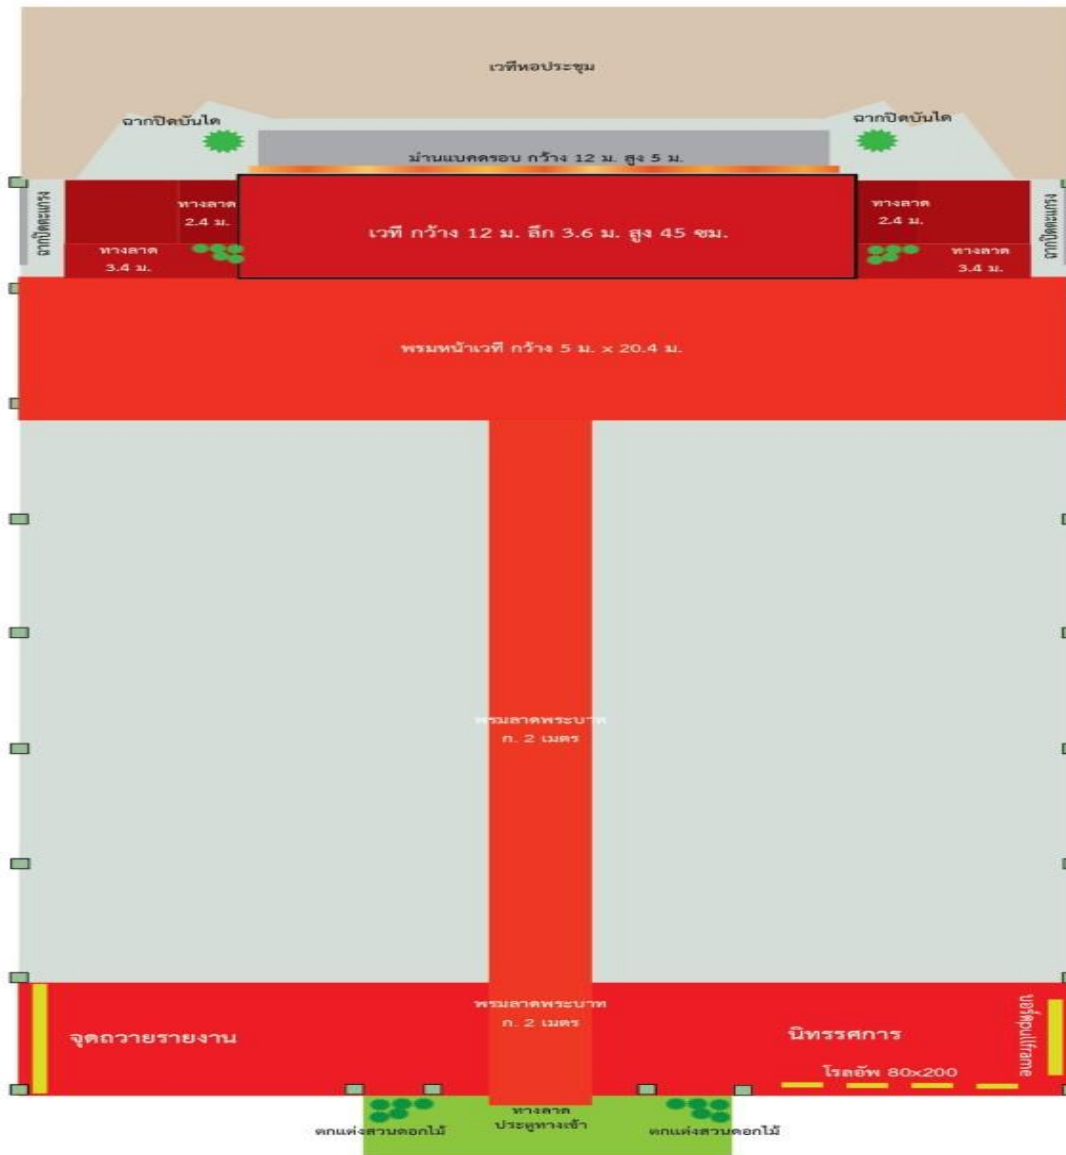 เวทีหอประชุม
ฉากปิดบันได
ฉากปิดบันได
ม่านแบคดรอบ กว้าง 12 ม. สูง 5 ม.
ฉากปิดตะแกรง
ทางลาด
2.4 ม.
ทางลาด
3.4 ม.
เวที กว้าง 12 ม. ลึก 3.6 ม. สูง 45 ซม.
ทางลาด
2.4 ม.
ทางลาด
3.4 ม.
ฉากปิดตะแกรง
พรมหน้าเวที กว้าง 5 ม. x 20.4 ม.
พรมลาดพระบาท
ก. 2 เมตร
พรมลาดพระบาท
ก. 2 เมตร
จุดถวายรายงาน
นิทรรศการ
บอร์ดpullframe
โรลอัพ 80x200
ทางลาด
ประตูทางเข้า
ตกแต่งสวนดอกไม้
ตกแต่งสวนดอกไม้